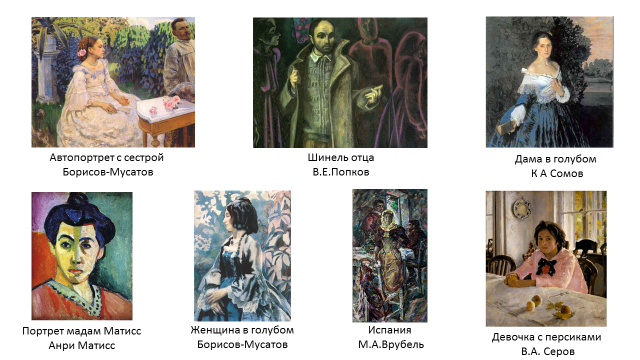 Автопортрет с сестрой
Борисов-Мусатов
Шинель отца
В.Е.Попков
Дама в голубом
К А Сомов
Портрет мадам Матисс
Анри Матисс
Женщина в голубом
Борисов-Мусатов
Испания
М.А.Врубель
Девочка с персиками
В.А. Серов